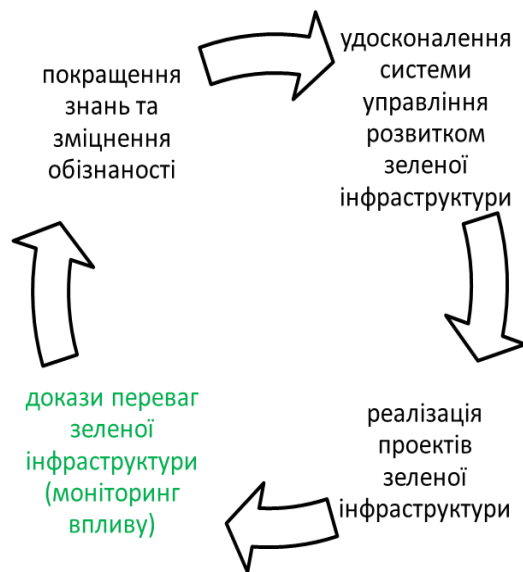 покращення
знань та
зміцнення
обізнаності
удосконалення
системи
управління
розвитком
зеленої
інфраструктури
реалізація
проектів
зеленої
інфраструктури
докази переваг
зеленої
інфраструктури
(моніторинг
впливу)